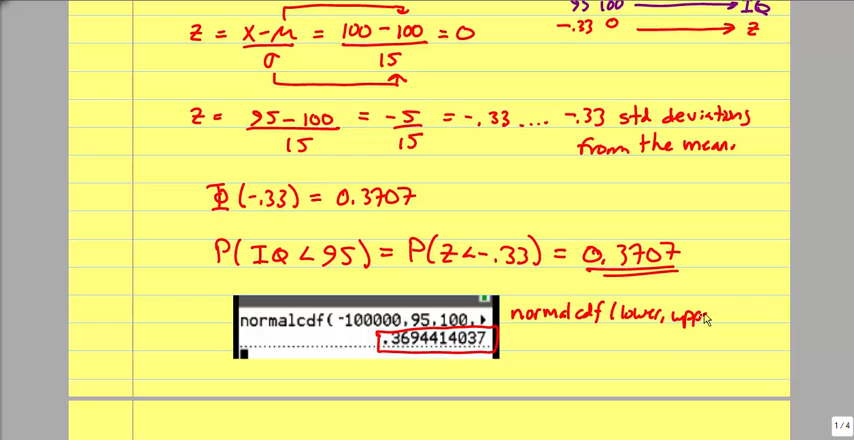 95 100 → IQ
Z = X-μ/σ = 100-100/15 = 0
-.33 0 → Z
Z = 95-100/15 = -5/15 = -.33.... -.33 std deviations
from the mean.
Φ(-.33) = 0.3707
P(IQ<95) = P(Z<-.33) = 0.3707
normalcdf(-100000,95,100,▶
.3694414037
normalcdf(lower, uppe
1/4